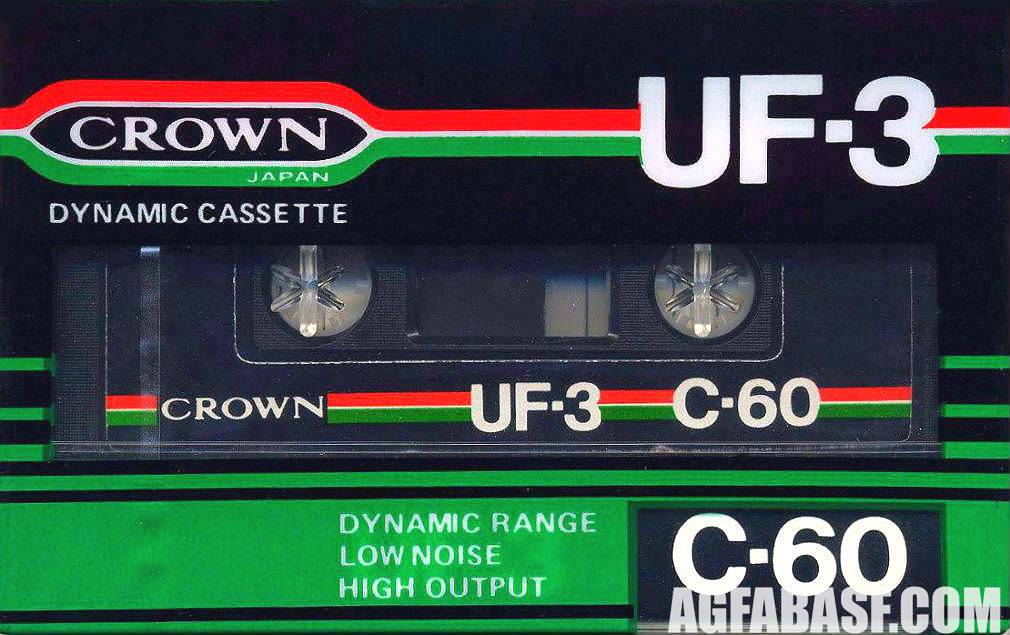 CROWN
JAPAN
UF-3
DYNAMIC CASSETTE
CROWN UF-3 C-60
DYNAMIC RANGE
LOW NOISE
HIGH OUTPUT
C-60
AGFABASF.COM